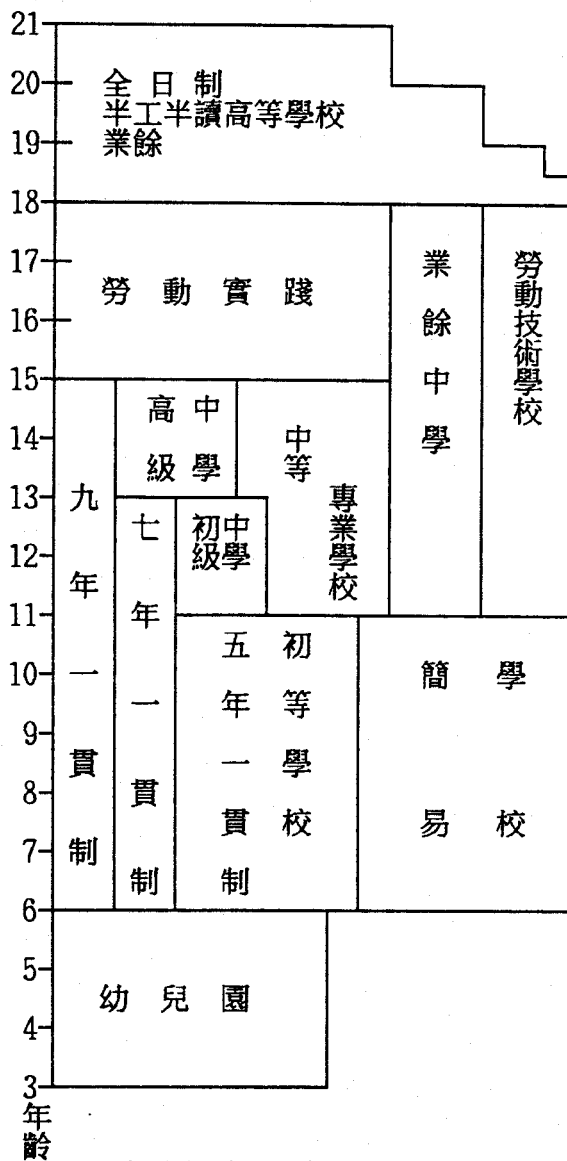 21
20
19
18
17
16
15
14
13
12
11
10
9
8
7
6
5
4
3
年齡
全日制
半工半讀高等學校
業餘
勞動實踐
業餘中學
勞動技術學校
九年一貫制
高級中學
中等專業學校
七年一貫制
初級中學
五年一貫制
初等學校
簡易學校
幼兒園